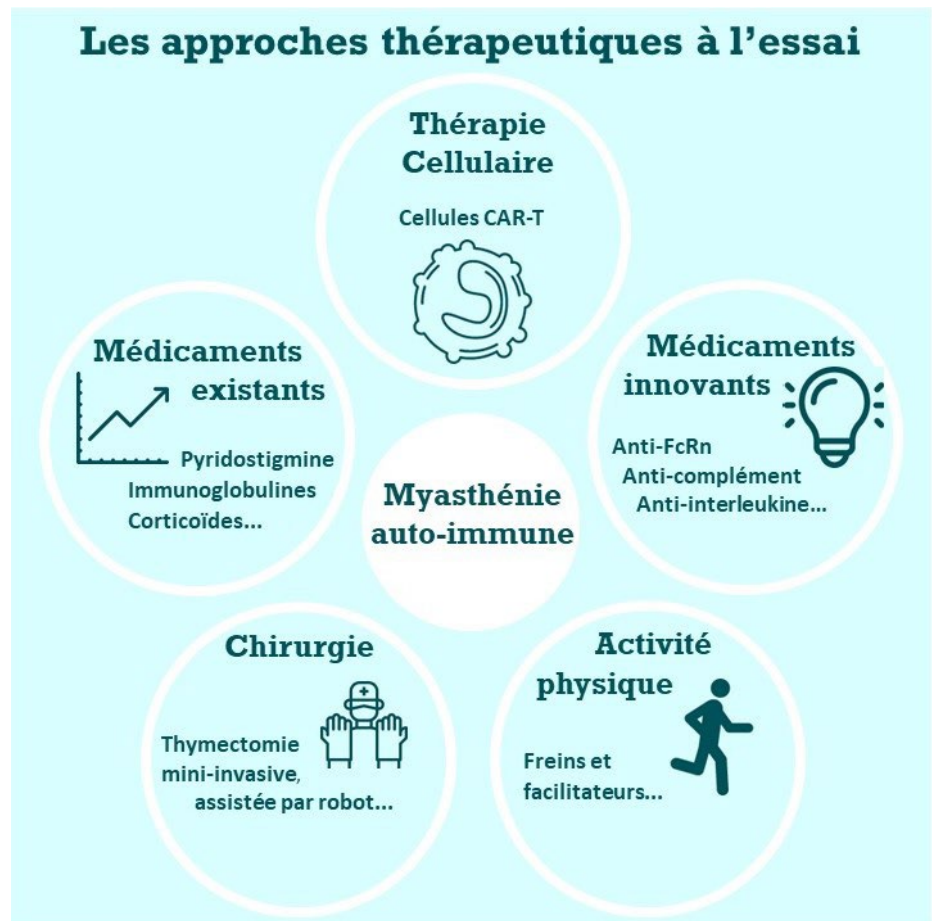 Les approches thérapeutiques à l'essai
Thérapie
Cellulaire
Cellules CAR-T
Médicaments
existants
Pyridostigmine
Immunoglobulines
Corticoïdes...
Médicaments
innovants
Anti-FcRn
Anti-complément
Anti-interleukine...
Myasthénie
auto-immune
Chirurgie
Thymectomie
mini-invasive,
assistée par robot...
Activité
physique
Freins et
facilitateurs...